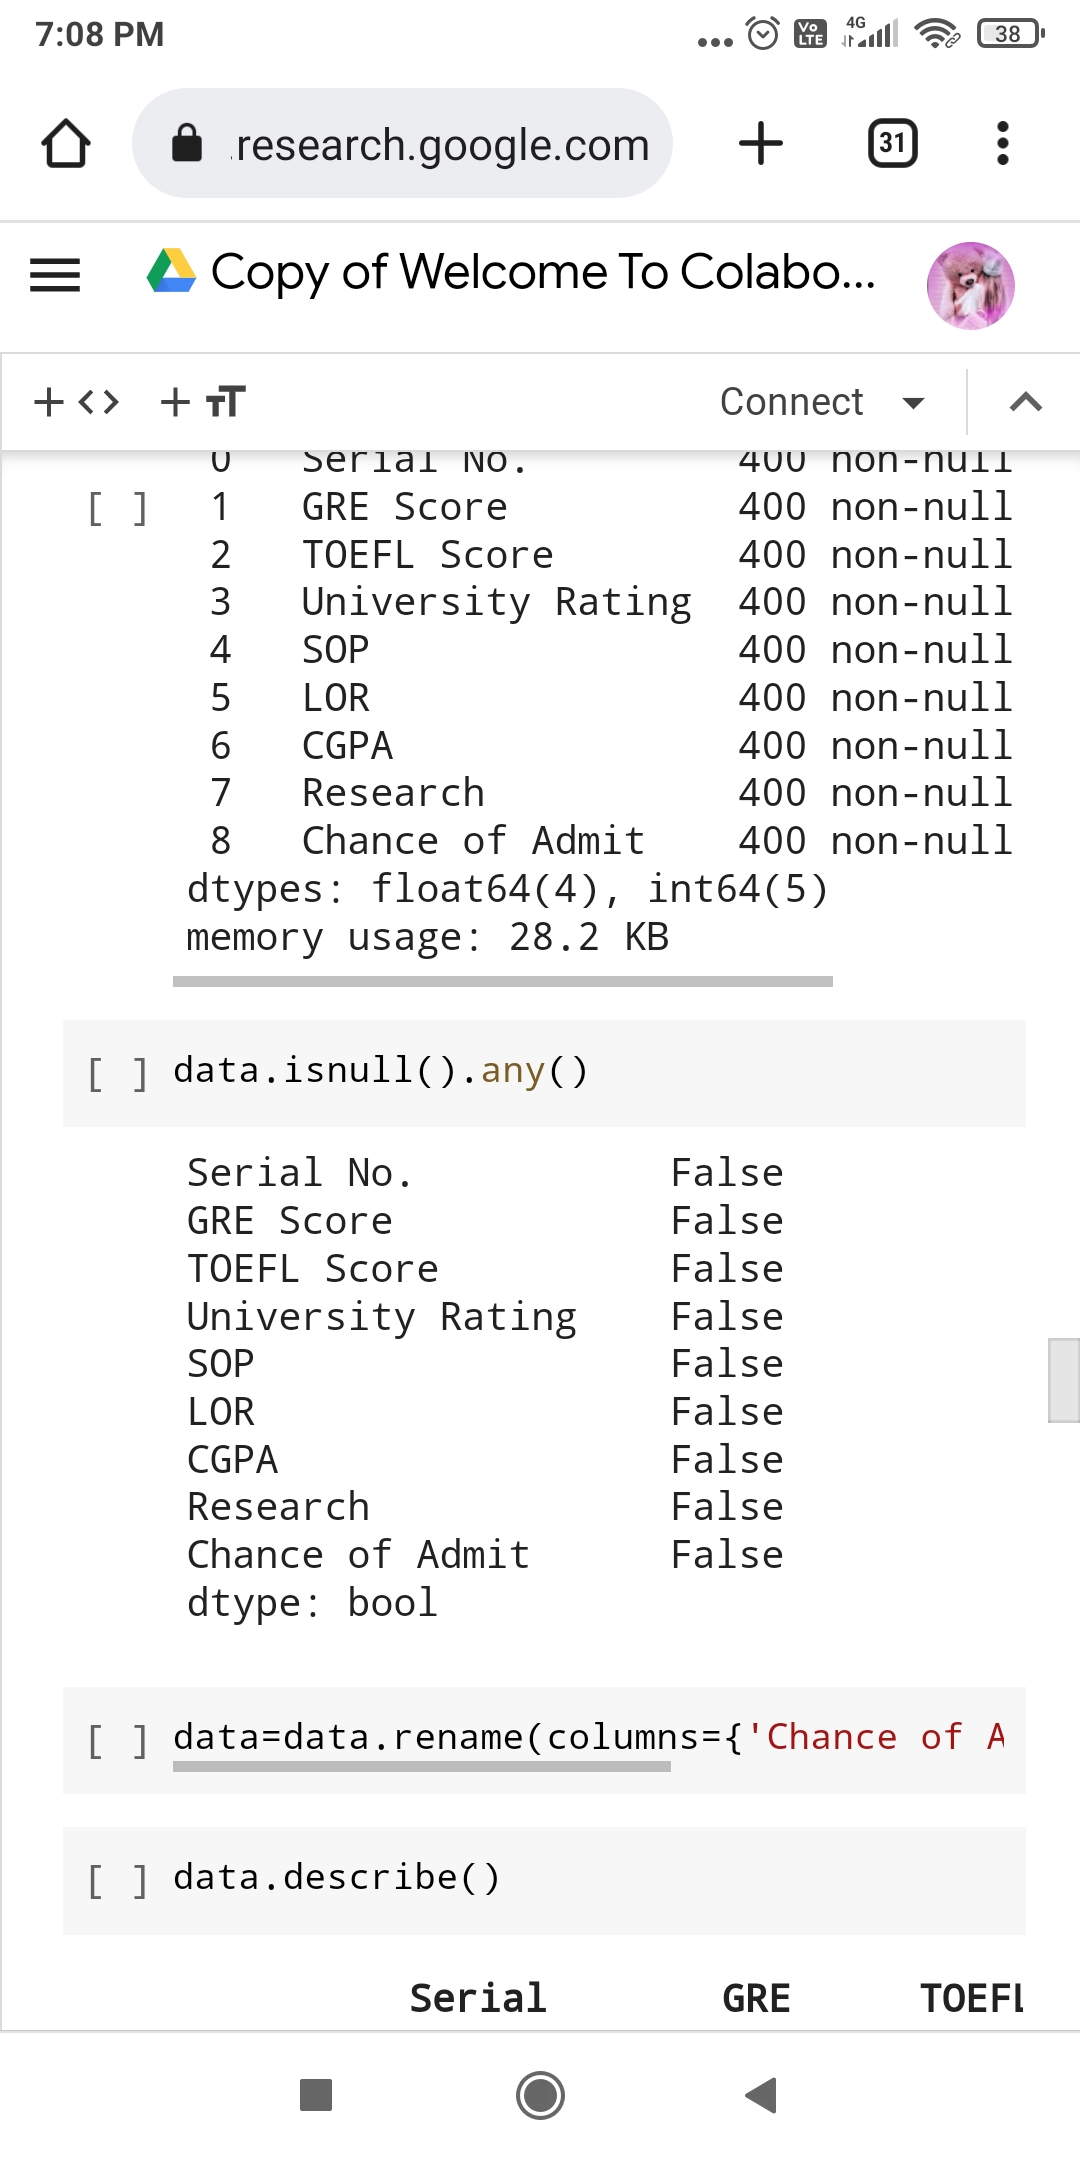 7:08 PM
Vo LTE 4G 38
.research.google.com 31
Copy of Welcome To Colabo...
+ <> + TT Connect
0 Serial No. 400 non-null
[ ] 1 GRE Score 400 non-null
2 TOEFL Score 400 non-null
3 University Rating 400 non-null
4 SOP 400 non-null
5 LOR 400 non-null
6 CGPA 400 non-null
7 Research 400 non-null
8 Chance of Admit 400 non-null
dtypes: float64(4), int64(5)
memory usage: 28.2 KB
[ ] data.isnull().any()
Serial No. False
GRE Score False
TOEFL Score False
University Rating False
SOP False
LOR False
CGPA False
Research False
Chance of Admit False
dtype: bool
[ ] data=data.rename(columns={'Chance of A
[ ] data.describe()
Serial GRE TOEFL